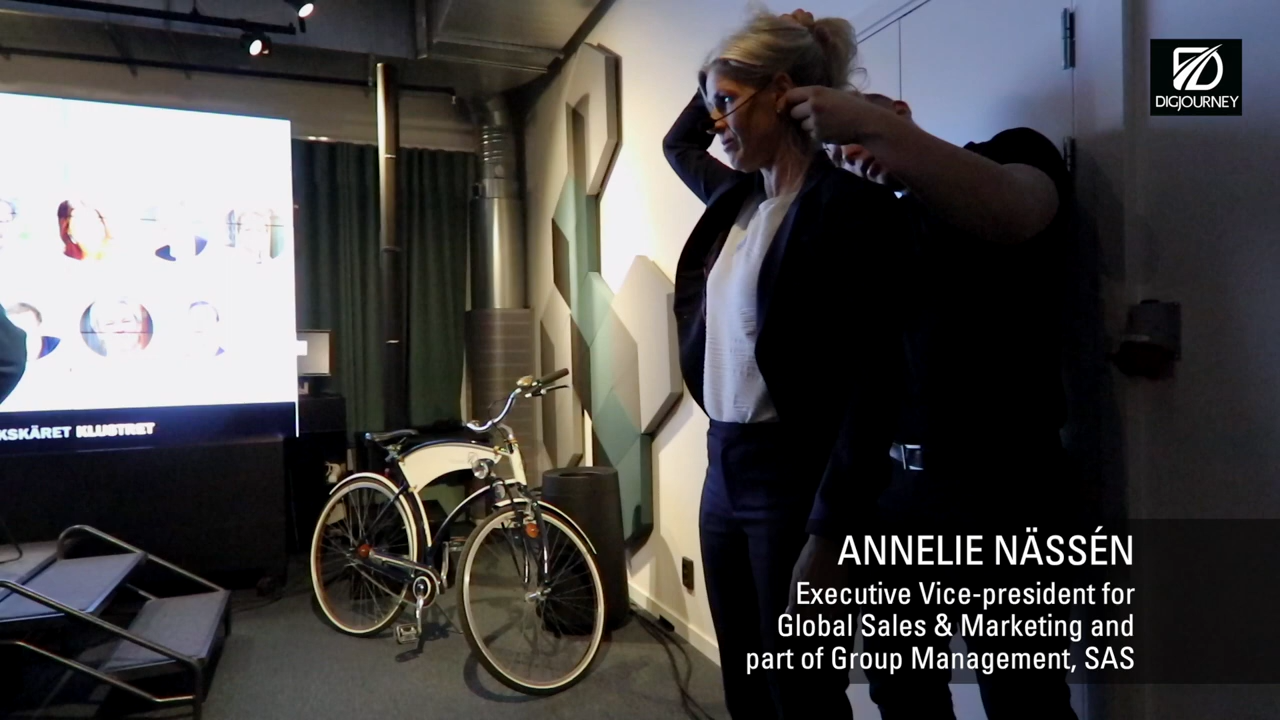 DIGJOURNEY
KSKÄRET KLUSTRET
ANNELIE NÄSSÉN
Executive Vice-president for
Global Sales & Marketing and
part of Group Management, SAS